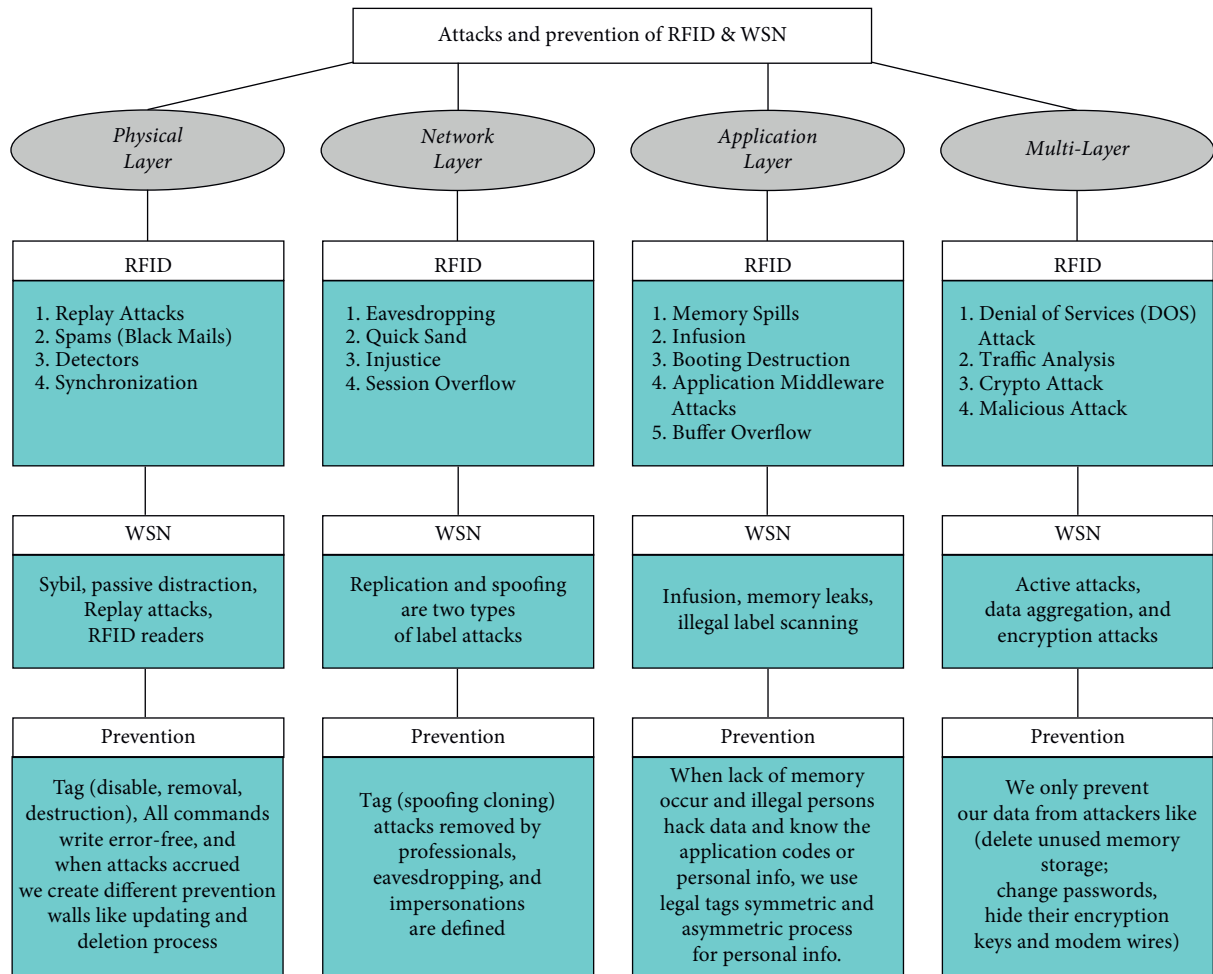 Attacks and prevention of RFID & WSN
Physical
Layer
Network
Layer
Application
Layer
Multi-Layer
RFID
1. Replay Attacks
2. Spams (Black Mails)
3. Detectors
4. Synchronization
RFID
1. Eavesdropping
2. Quick Sand
3. Injustice
4. Session Overflow
RFID
1. Memory Spills
2. Infusion
3. Booting Destruction
4. Application Middleware
Attacks
5. Buffer Overflow
RFID
1. Denial of Services (DOS)
Attack
2. Traffic Analysis
3. Crypto Attack
4. Malicious Attack
WSN
Sybil, passive distraction,
Replay attacks,
RFID readers
WSN
Replication and spoofing
are two types
of label attacks
WSN
Infusion, memory leaks,
illegal label scanning
WSN
Active attacks,
data aggregation, and
encryption attacks
Prevention
Tag (disable, removal,
destruction), All commands
write error-free, and
when attacks accrued
we create different prevention
walls like updating and
deletion process
Prevention
Tag (spoofing cloning)
attacks removed by
professionals,
eavesdropping, and
impersonations
are defined
Prevention
When lack of memory
occur and illegal persons
hack data and know the
application codes or
personal info, we use
legal tags symmetric and
asymmetric process
for personal info.
Prevention
We only prevent
our data from attackers like
(delete unused memory
storage;
change passwords,
hide their encryption
keys and modem wires)